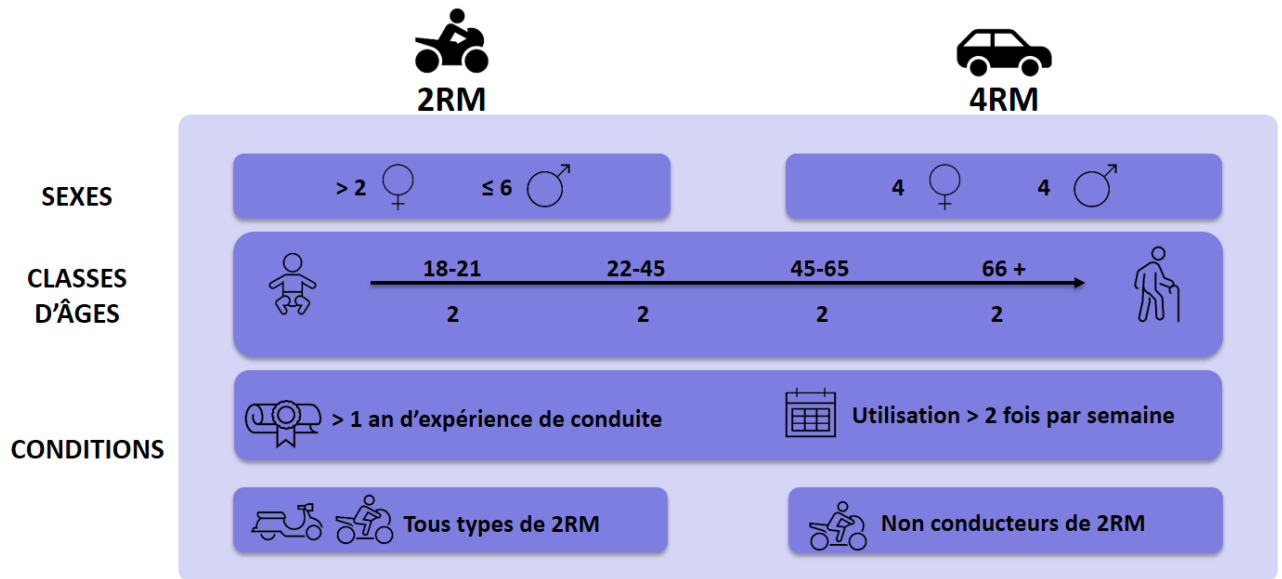 2RM
4RM
SEXES
> 2
≤ 6
4
4
CLASSES
D'ÂGES
18-21
22-45
45-65
66 +
2
2
2
2
CONDITIONS
> 1 an d'expérience de conduite
Utilisation > 2 fois par semaine
Tous types de 2RM
Non conducteurs de 2RM